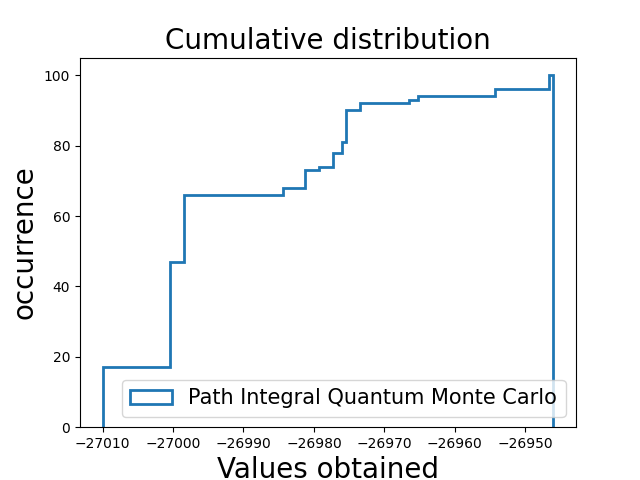 Cumulative distribution
occurrence
100
80
60
40
20
0
Path Integral Quantum Monte Carlo
−27010 −27000 −26990 −26980 −26970 −26960 −26950
Values obtained